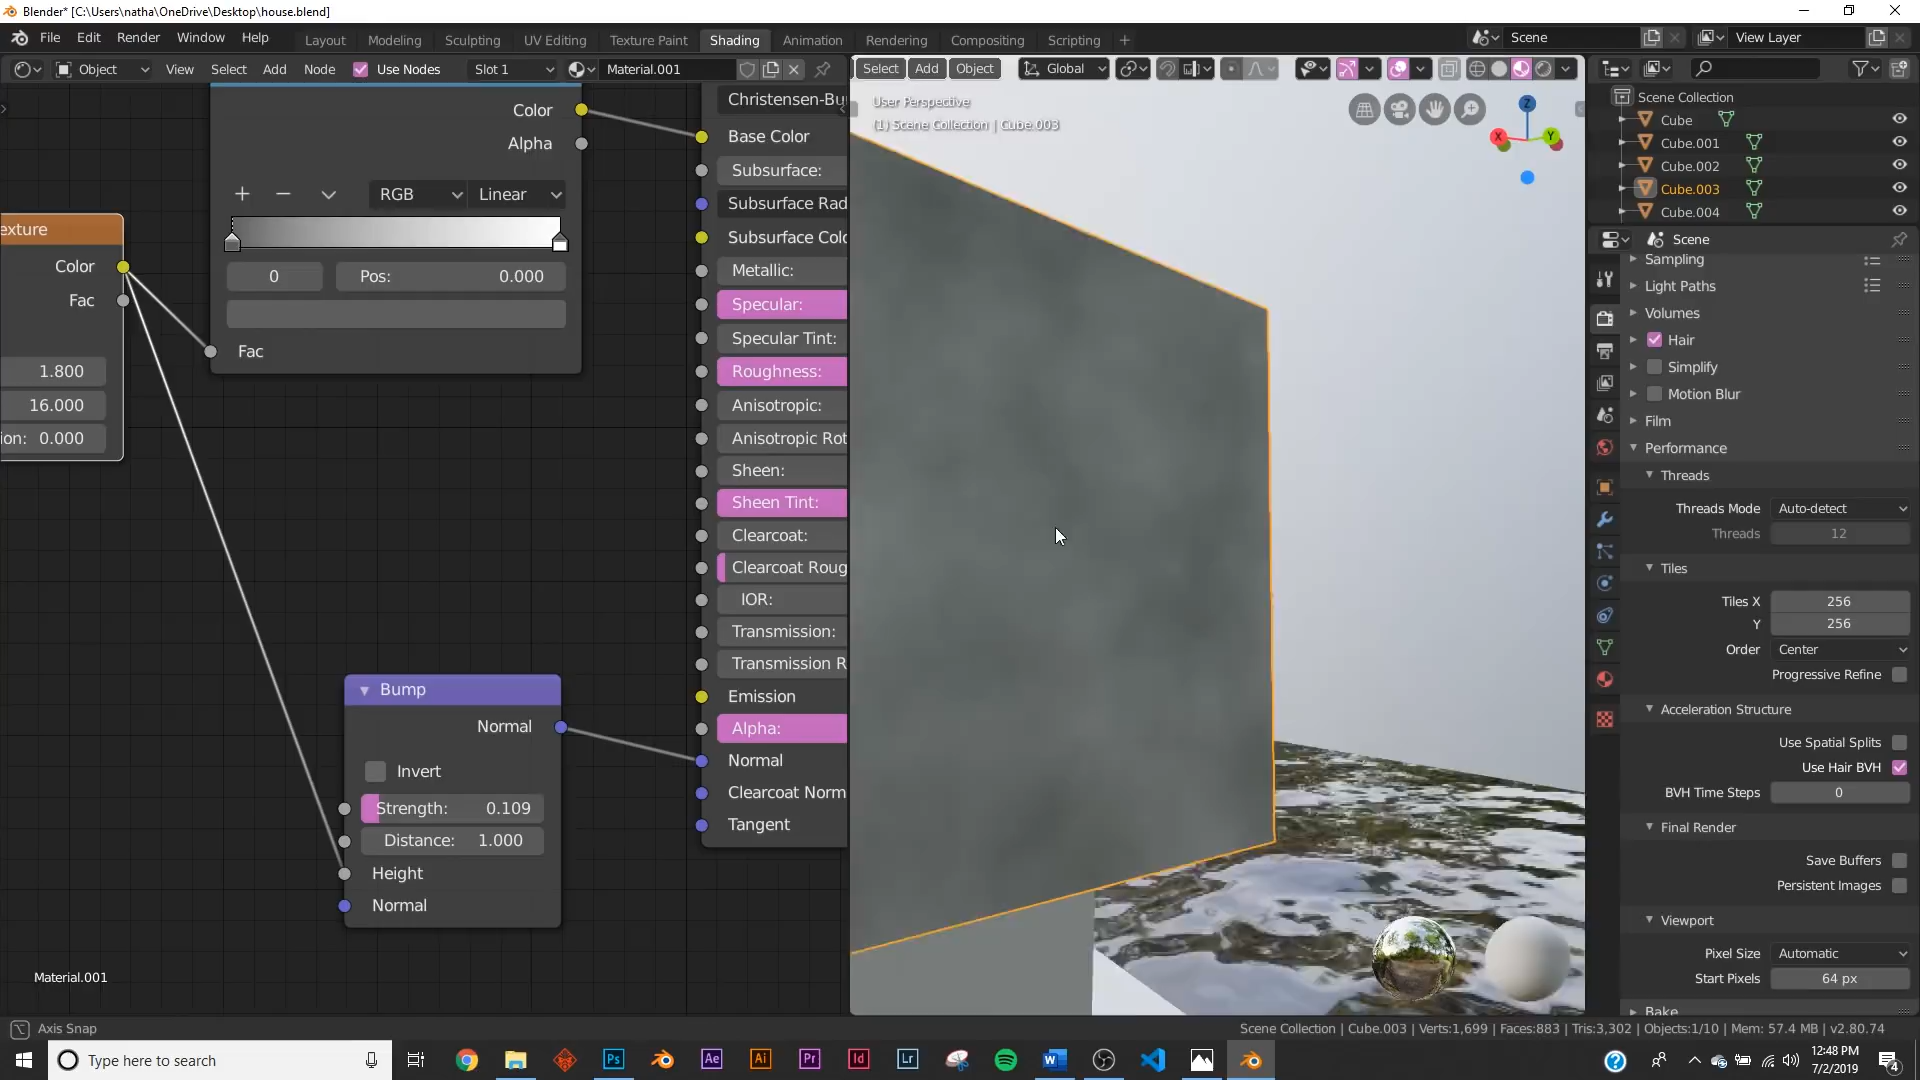 Blender* [C:\Users\natha\OneDrive\Desktop\house.blend]
File Edit Render Window Help
Layout Modeling Sculpting UV Editing Texture Paint Shading Animation Rendering Compositing Scripting +
Scene
View Layer
Object View Select Add Node Use Nodes Slot 1 Material.001
Select Add Object Global
Color
Alpha
RGB Linear
0 Pos: 0.000
Fac
exture
Color
Fac
1.800
16.000
ion: 0.000
Bump
Normal
Invert
Strength: 0.109
Distance: 1.000
Height
Normal
Material.001
Christensen-Bu
Base Color
Subsurface:
Subsurface Rad
Subsurface Colo
Metallic:
Specular:
Specular Tint:
Roughness:
Anisotropic:
Anisotropic Rot
Sheen:
Sheen Tint:
Clearcoat:
Clearcoat Roug
IOR:
Transmission:
Transmission R
Emission
Alpha:
Normal
Clearcoat Norm
Tangent
User Perspective
(1) Scene Collection | Cube.003
Z
X
Y
Scene Collection
Cube
Cube.001
Cube.002
Cube.003
Cube.004
Scene
Sampling
Light Paths
Volumes
Hair
Simplify
Motion Blur
Film
Performance
Threads
Threads Mode Auto-detect
Threads 12
Tiles
Tiles X 256
Y 256
Order Center
Progressive Refine
Acceleration Structure
Use Spatial Splits
Use Hair BVH
BVH Time Steps 0
Final Render
Save Buffers
Persistent Images
Viewport
Pixel Size Automatic
Start Pixels 64 px
Bake
Axis Snap
Scene Collection | Cube.003 | Verts:1,699 | Faces:883 | Tris:3,302 | Objects:1/10 | Mem: 57.4 MB | v2.80.74
Type here to search
Ps
Ae
Ai
Pr
Id
Lr
W
12:48 PM
7/2/2019
4